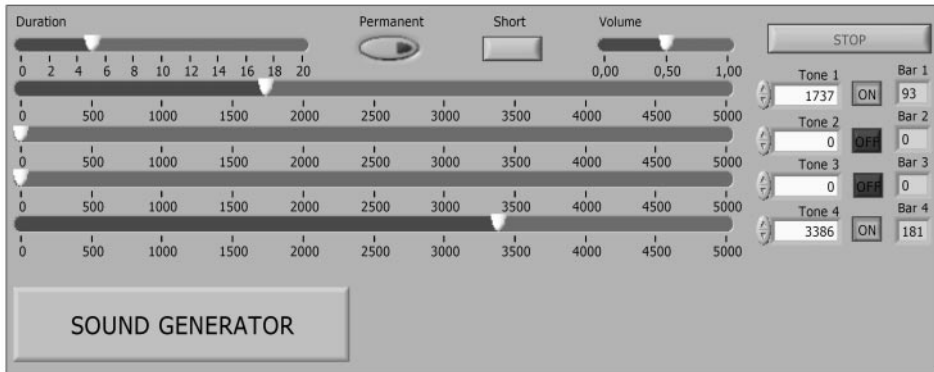 Duration Permanent Short Volume
STOP
0 2 4 6 8 10 12 14 16 18 20 0,00 0,50 1,00
Tone 1 Bar 1
1737 ON 93
0 500 1000 1500 2000 2500 3000 3500 4000 4500 5000
Tone 2 Bar 2
0 OFF 0
0 500 1000 1500 2000 2500 3000 3500 4000 4500 5000
Tone 3 Bar 3
0 OFF 0
0 500 1000 1500 2000 2500 3000 3500 4000 4500 5000
Tone 4 Bar 4
3386 ON 181
0 500 1000 1500 2000 2500 3000 3500 4000 4500 5000
SOUND GENERATOR